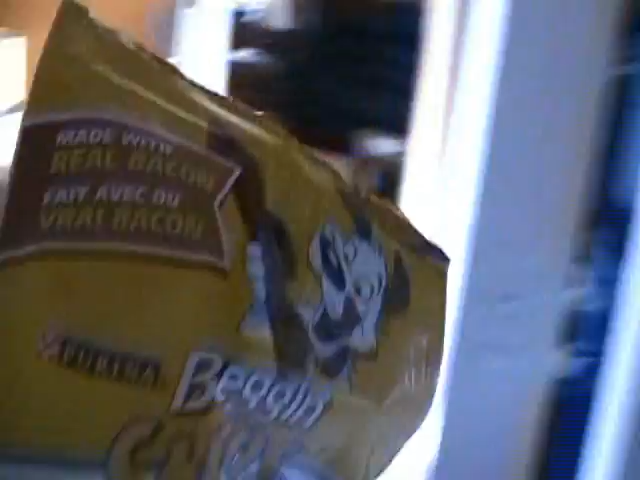 MADE WITH
REAL BACON
FAIT AVEC DU
VRAI BACON
PURINA
Beggin'